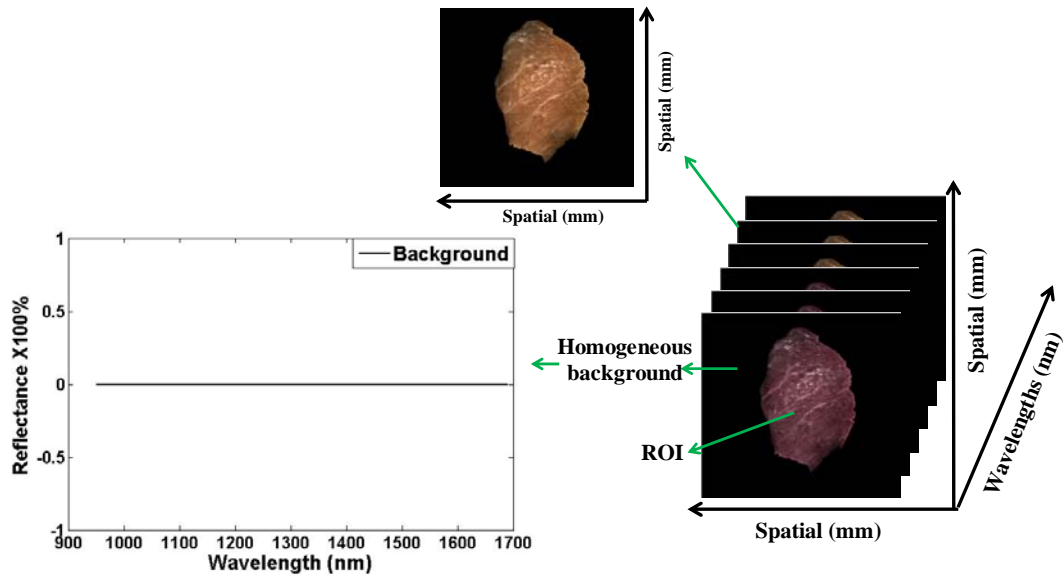 Spatial (mm)
Spatial (mm)
Background
1
0.5
0
-0.5
-1
Reflectance X100%
900 1000 1100 1200 1300 1400 1500 1600 1700
Wavelength (nm)
Homogeneous
background
ROI
Spatial (mm)
Wavelengths (nm)
Spatial (mm)